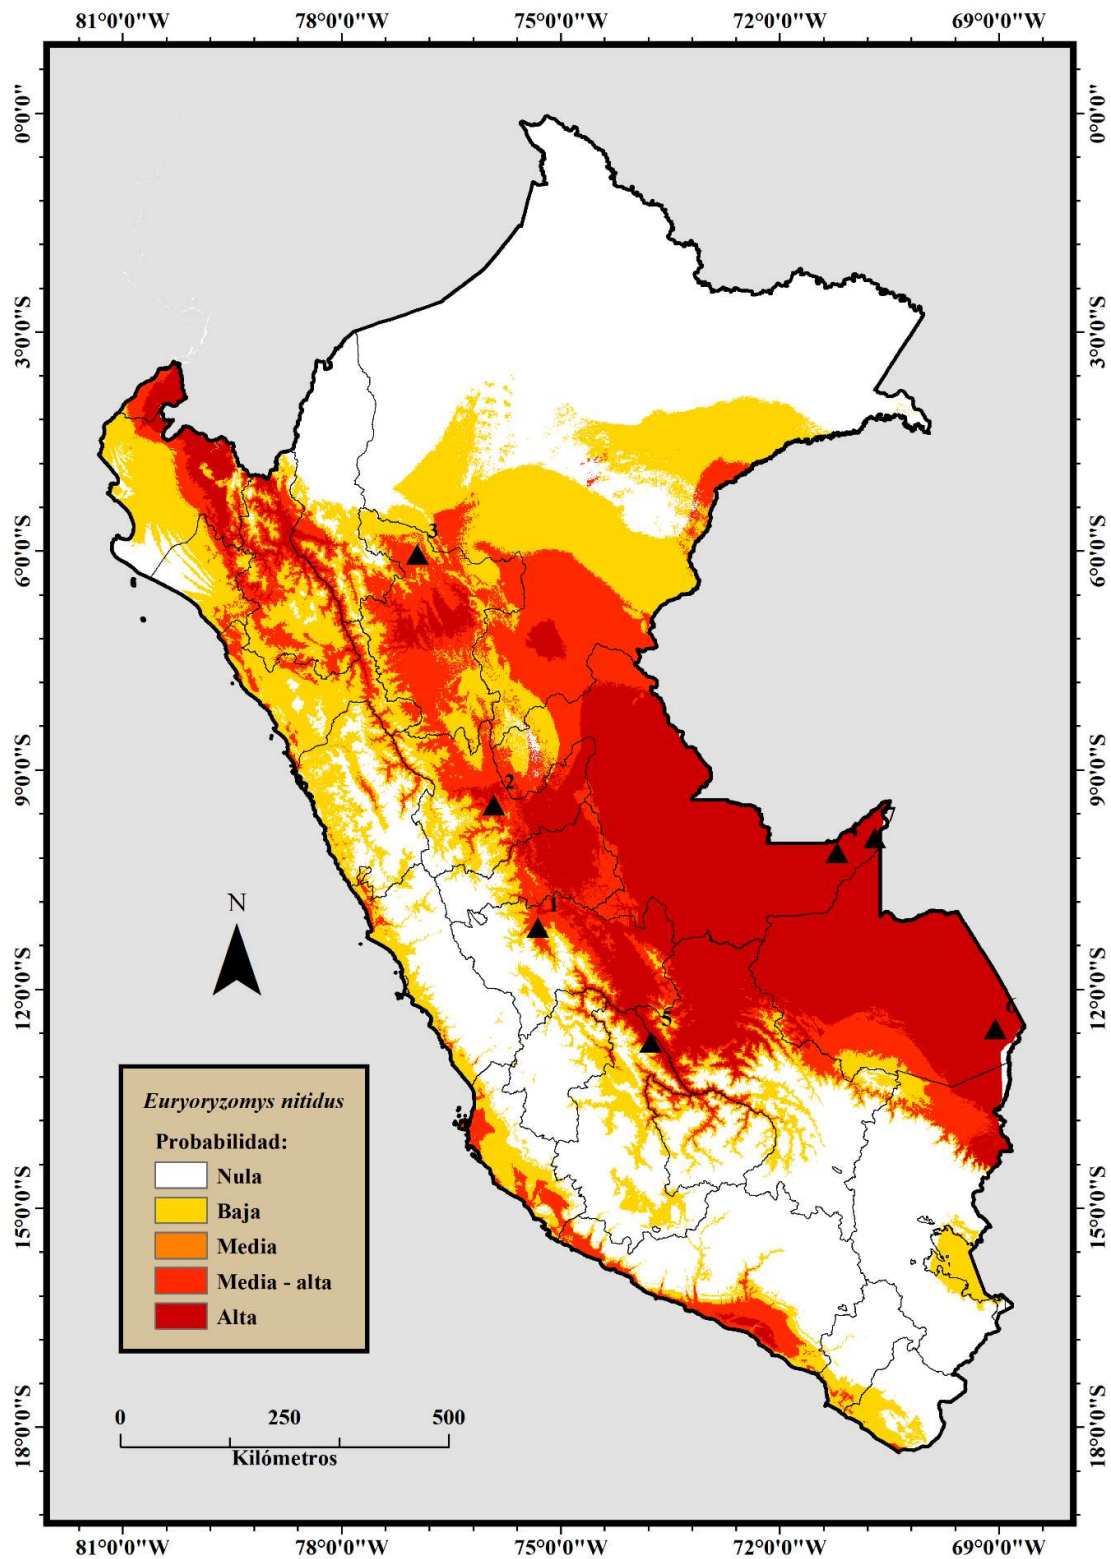 81°0'0"W 78°0'0"W 75°0'0"W 72°0'0"W 69°0'0"W
0°0'0" 0°0'0"
3°0'0"S 3°0'0"S
3
6°0'0"S 6°0'0"S
2
9°0'0"S 9°0'0"S
7
N
1
12°0'0"S 12°0'0"S
5
Euryoryzomys nitidus
Probabilidad:
Nula
Baja
Media
Media - alta
Alta
15°0'0"S 15°0'0"S
0 250 500
Kilómetros
18°0'0"S 18°0'0"S
81°0'0"W 78°0'0"W 75°0'0"W 72°0'0"W 69°0'0"W